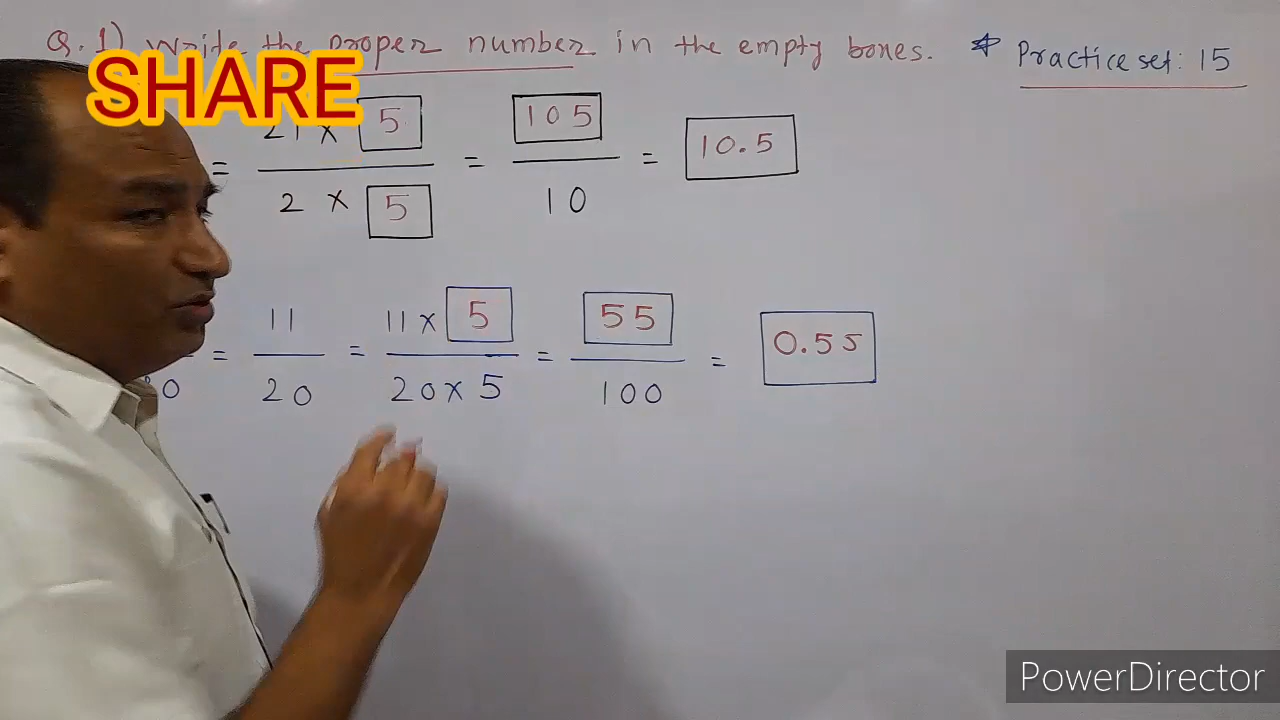 Q. 1) Write the proper number in the empty boxes. * Practice set: 15
SHARE
= 21 × 5 / 2 × 5 = 105 / 10 = 10.5
= 11 / 20 = 11 × 5 / 20 × 5 = 55 / 100 = 0.55
PowerDirector